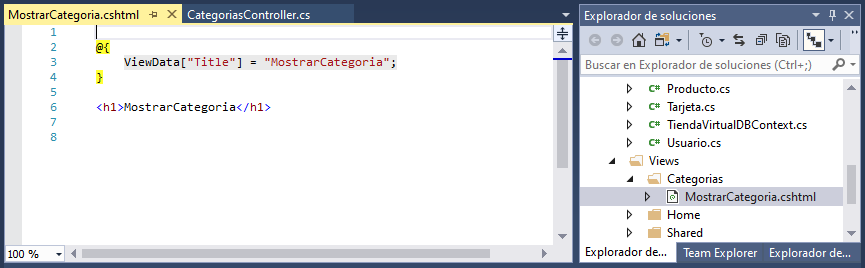 MostrarCategoria.cshtml
CategoriasController.cs
1
2 @{
3 ViewData["Title"] = "MostrarCategoria";
4 }
5
6 <h1>MostrarCategoria</h1>
7
8
100 %
Explorador de soluciones
Buscar en Explorador de soluciones (Ctrl+;)
C# Producto.cs
C# Tarjeta.cs
C# TiendaVirtualDBContext.cs
C# Usuario.cs
Views
Categorias
MostrarCategoria.cshtml
Home
Shared
Explorador de... Team Explorer Explorador de...